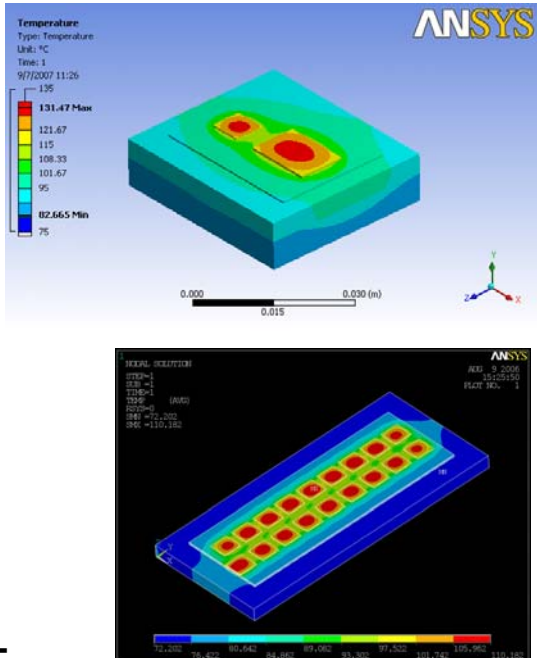 Temperature
Type: Temperature
Unit: °C
Time: 1
9/7/2007 11:26
135
131.47 Max
121.67
115
108.33
101.67
95
82.665 Min
75
ANSYS
Y
Z
X
0.000
0.030 (m)
0.015
1
NODAL SOLUTION
STEP=1
SUB =1
TIME=1
TEMP (AVG)
RSYS=0
SMN =72.202
SMX =110.182
ANSYS
AUG 9 2006
15:25:50
PLOT NO. 1
MX
MN
Y
X
72.202 80.642 89.082 97.522 105.962
76.422 84.862 93.302 101.742 110.182